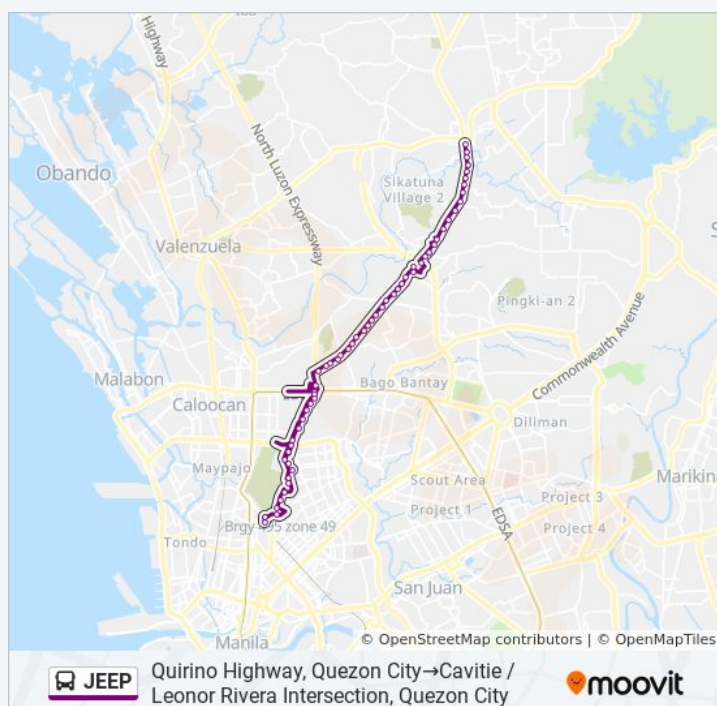 Highway
North Luzon Expressway
Obando
Sikatuna
Village 2
Valenzuela
Pingki-an 2
Commonwealth Avenue
Malabon
Bago Bantay
Caloocan
Diliman
Maypajo
Marikina
Scout Area
Project 3
Project 1
EDSA
Project 4
Tondo
San Juan
Manila
© OpenStreetMap contributors | © OpenMapTiles
JEEP
Quirino Highway, Quezon City→Cavitie /
Leonor Rivera Intersection, Quezon City
moovit